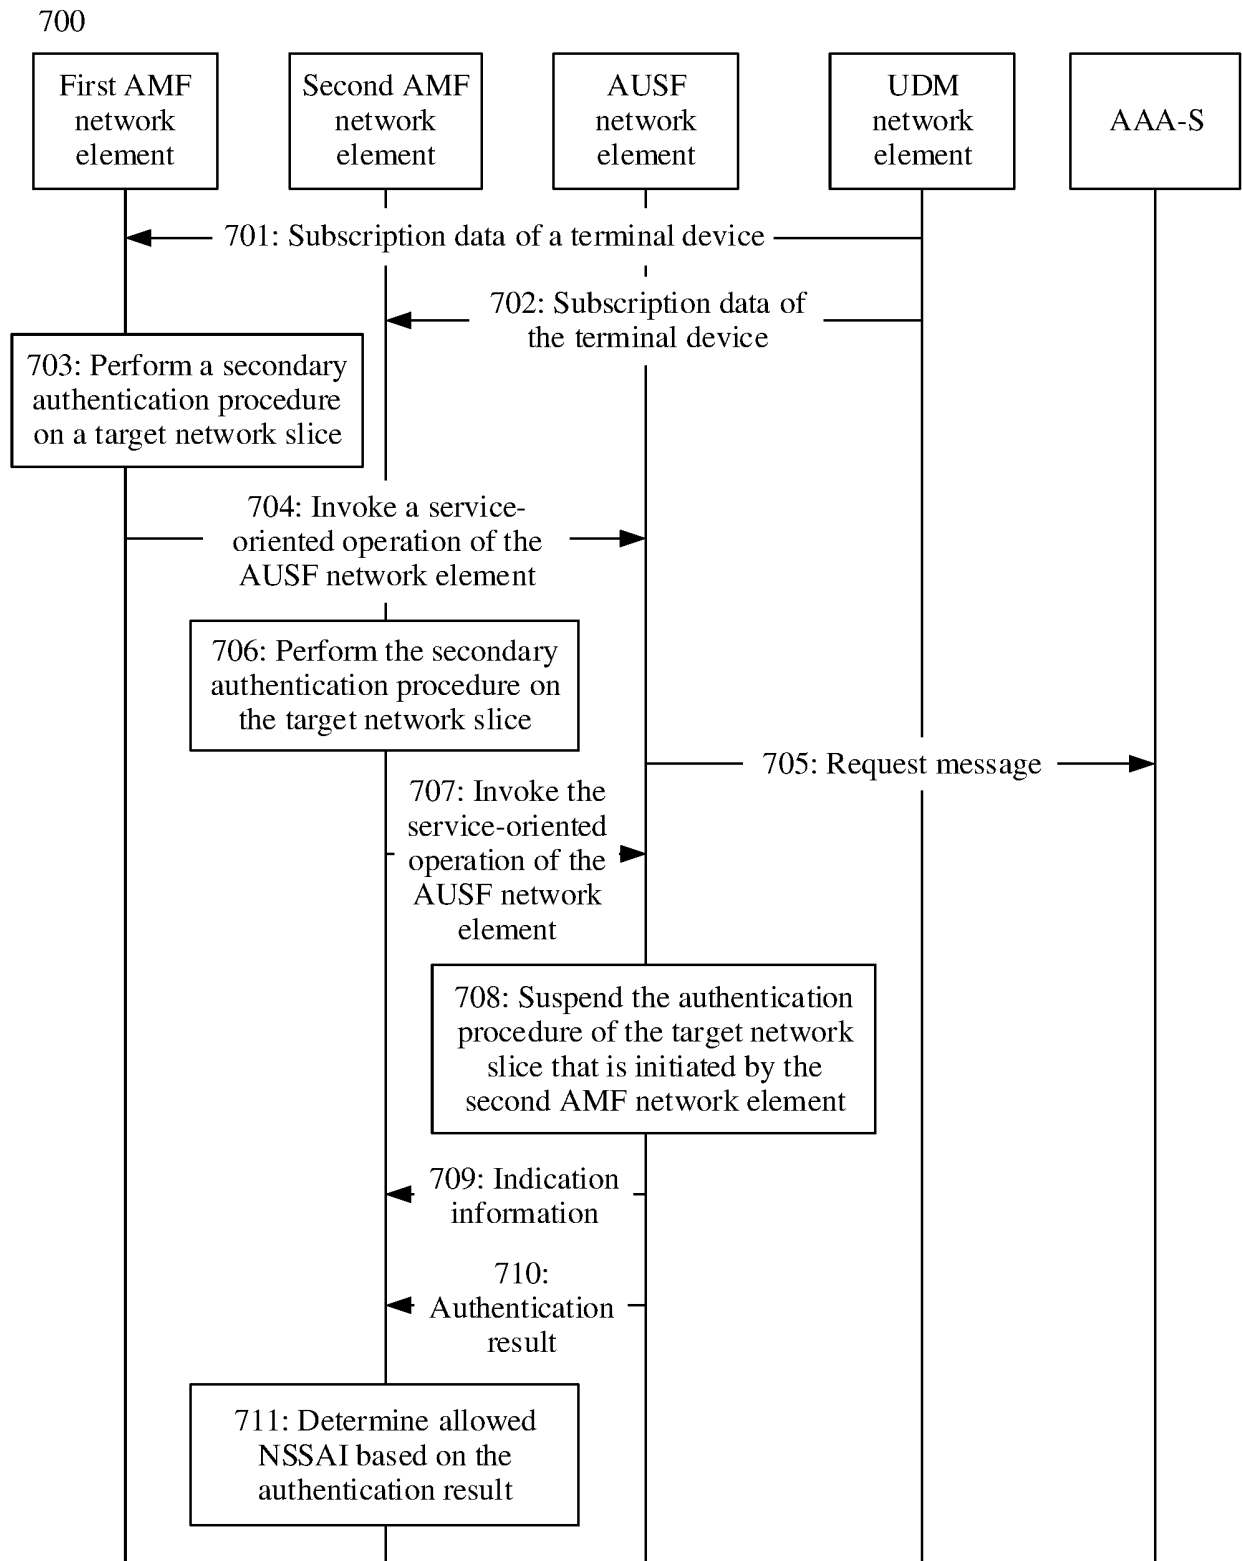 700
First AMF
network
element
Second AMF
network
element
AUSF
network
element
UDM
network
element
AAA-S
701: Subscription data of a terminal device
702: Subscription data of
the terminal device
703: Perform a secondary
authentication procedure
on a target network slice
704: Invoke a service-
oriented operation of the
AUSF network element
706: Perform the secondary
authentication procedure on
the target network slice
705: Request message
707: Invoke the
service-oriented
operation of the
AUSF network
element
708: Suspend the authentication
procedure of the target network
slice that is initiated by the
second AMF network element
709: Indication
information
710:
Authentication
result
711: Determine allowed
NSSAI based on the
authentication result